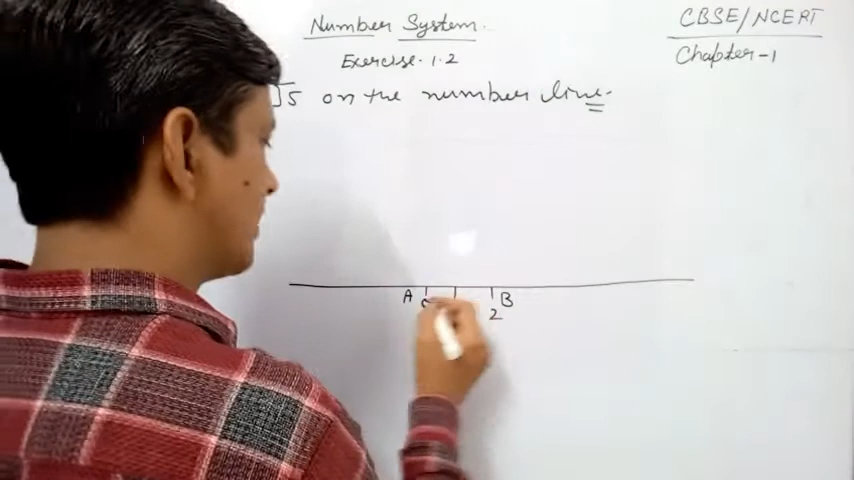 Number System.
CBSE/NCERT
Exercise.1.2
Chapter-1
√5 on the number line.
A B
2